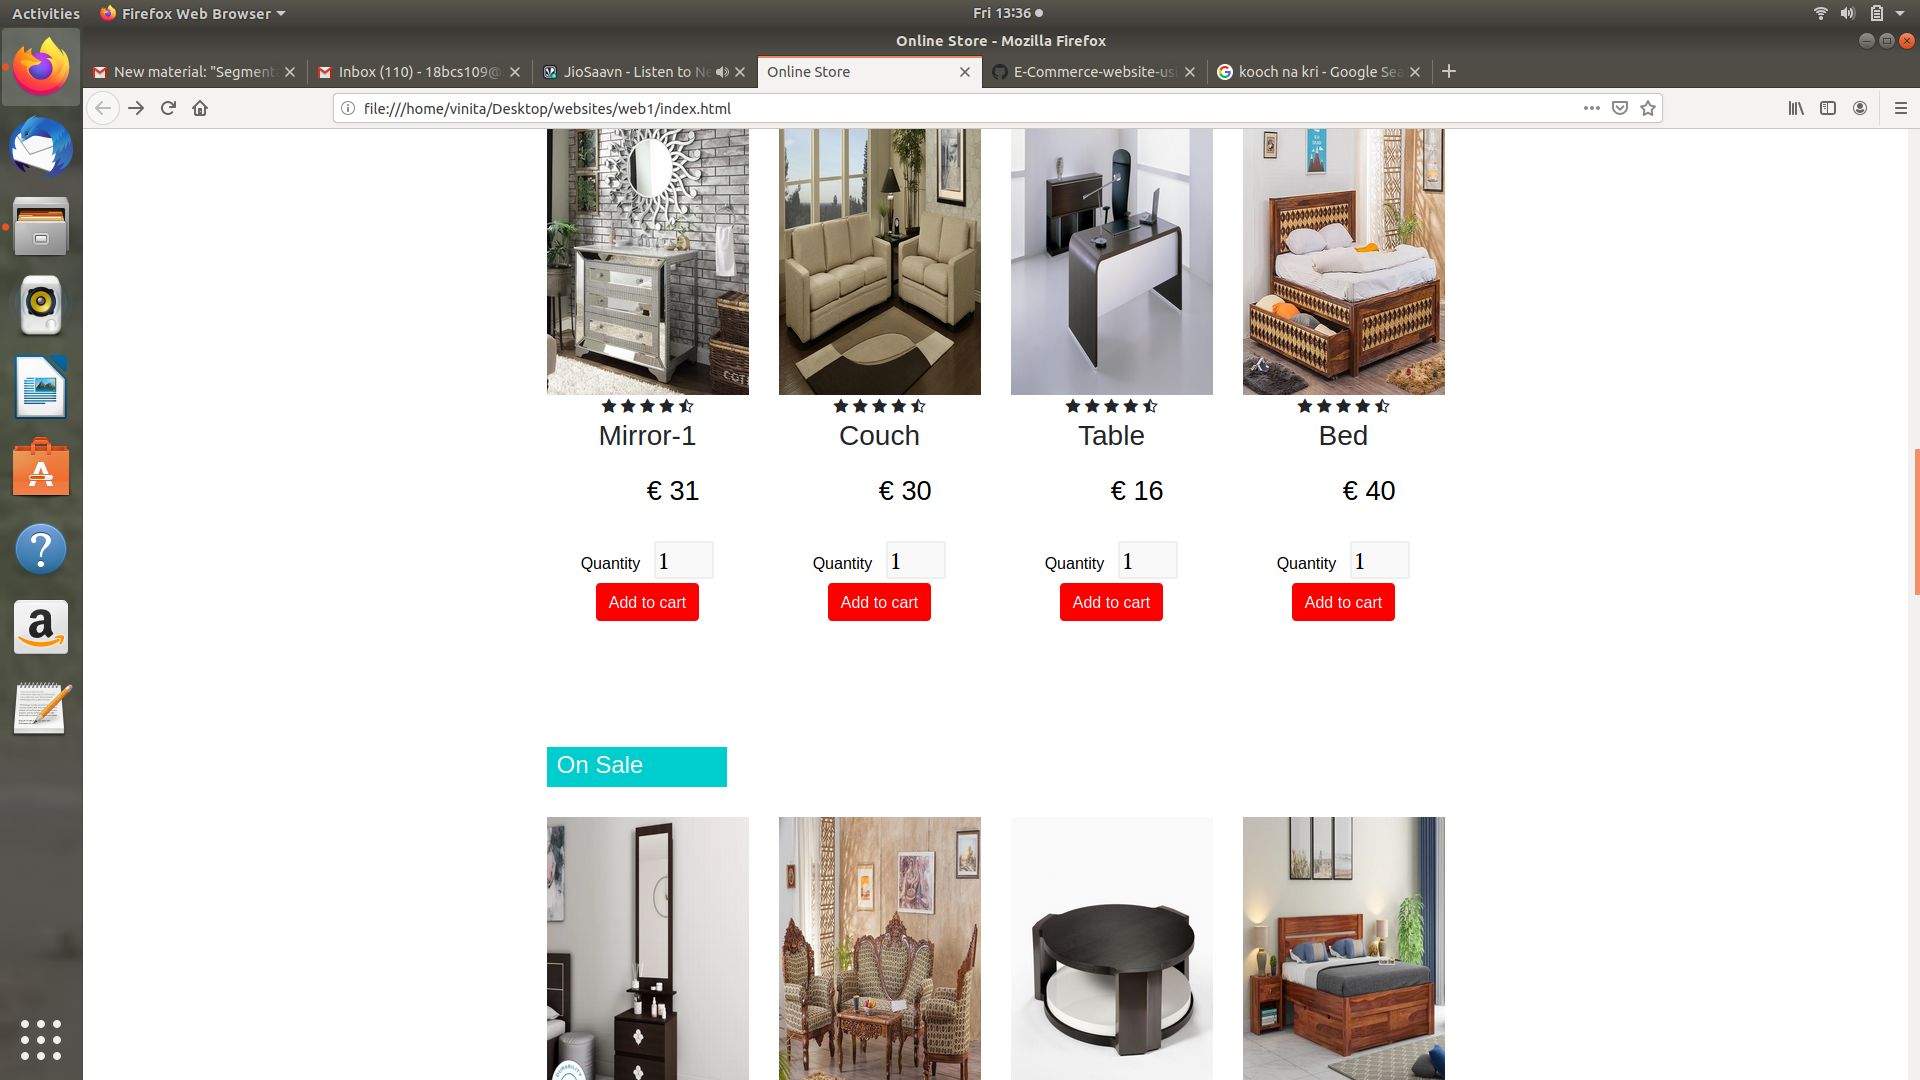 Activities Firefox Web Browser Fri 13:36
Online Store - Mozilla Firefox
New material: "Segment Inbox (110) - 18bcs109@ JioSaavn - Listen to Ne Online Store E-Commerce-website-usi kooch na kri - Google Sea
file:///home/vinita/Desktop/websites/web1/index.html
Mirror-1 Couch Table Bed
€ 31 € 30 € 16 € 40
Quantity 1 Quantity 1 Quantity 1 Quantity 1
Add to cart Add to cart Add to cart Add to cart
On Sale